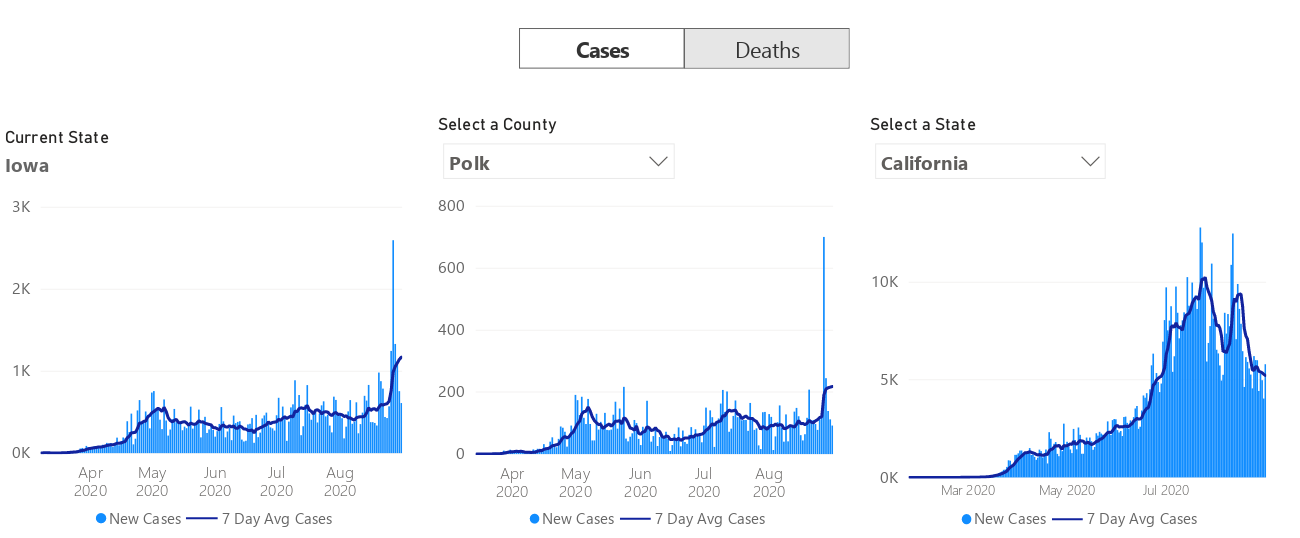 Cases
Deaths
Current State
Iowa
3K
2K
1K
0K
Apr 2020
May 2020
Jun 2020
Jul 2020
Aug 2020
New Cases
7 Day Avg Cases
Select a County
Polk
800
600
400
200
0
Apr 2020
May 2020
Jun 2020
Jul 2020
Aug 2020
New Cases
7 Day Avg Cases
Select a State
California
10K
5K
0K
Mar 2020
May 2020
Jul 2020
New Cases
7 Day Avg Cases